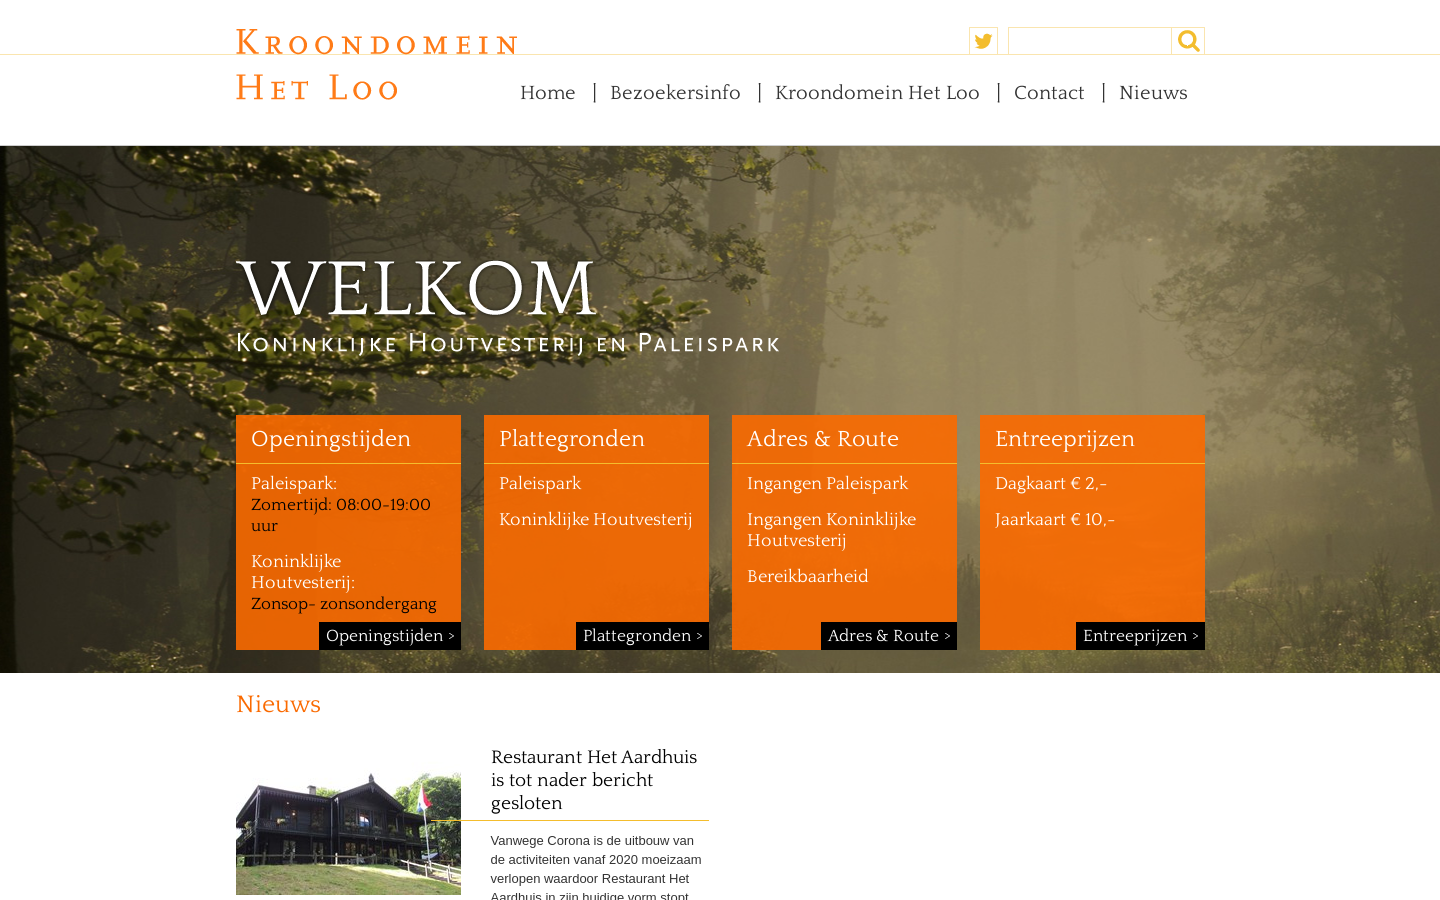 Kroondomein
Het Loo
Home | Bezoekersinfo | Kroondomein Het Loo | Contact | Nieuws
WELKOM
Koninklijke Houtvesterij en Paleispark
Openingstijden
Paleispark:
Zomertijd: 08:00-19:00
uur
Koninklijke
Houtvesterij:
Zonsop- zonsondergang
Openingstijden >
Plattegronden
Paleispark
Koninklijke Houtvesterij
Plattegronden >
Adres & Route
Ingangen Paleispark
Ingangen Koninklijke
Houtvesterij
Bereikbaarheid
Adres & Route >
Entreeprijzen
Dagkaart € 2,-
Jaarkaart € 10,-
Entreeprijzen >
Nieuws
Restaurant Het Aardhuis
is tot nader bericht
gesloten
Vanwege Corona is de uitbouw van
de activiteiten vanaf 2020 moeizaam
verlopen waardoor Restaurant Het
Aardhuis in zijn huidige vorm stopt